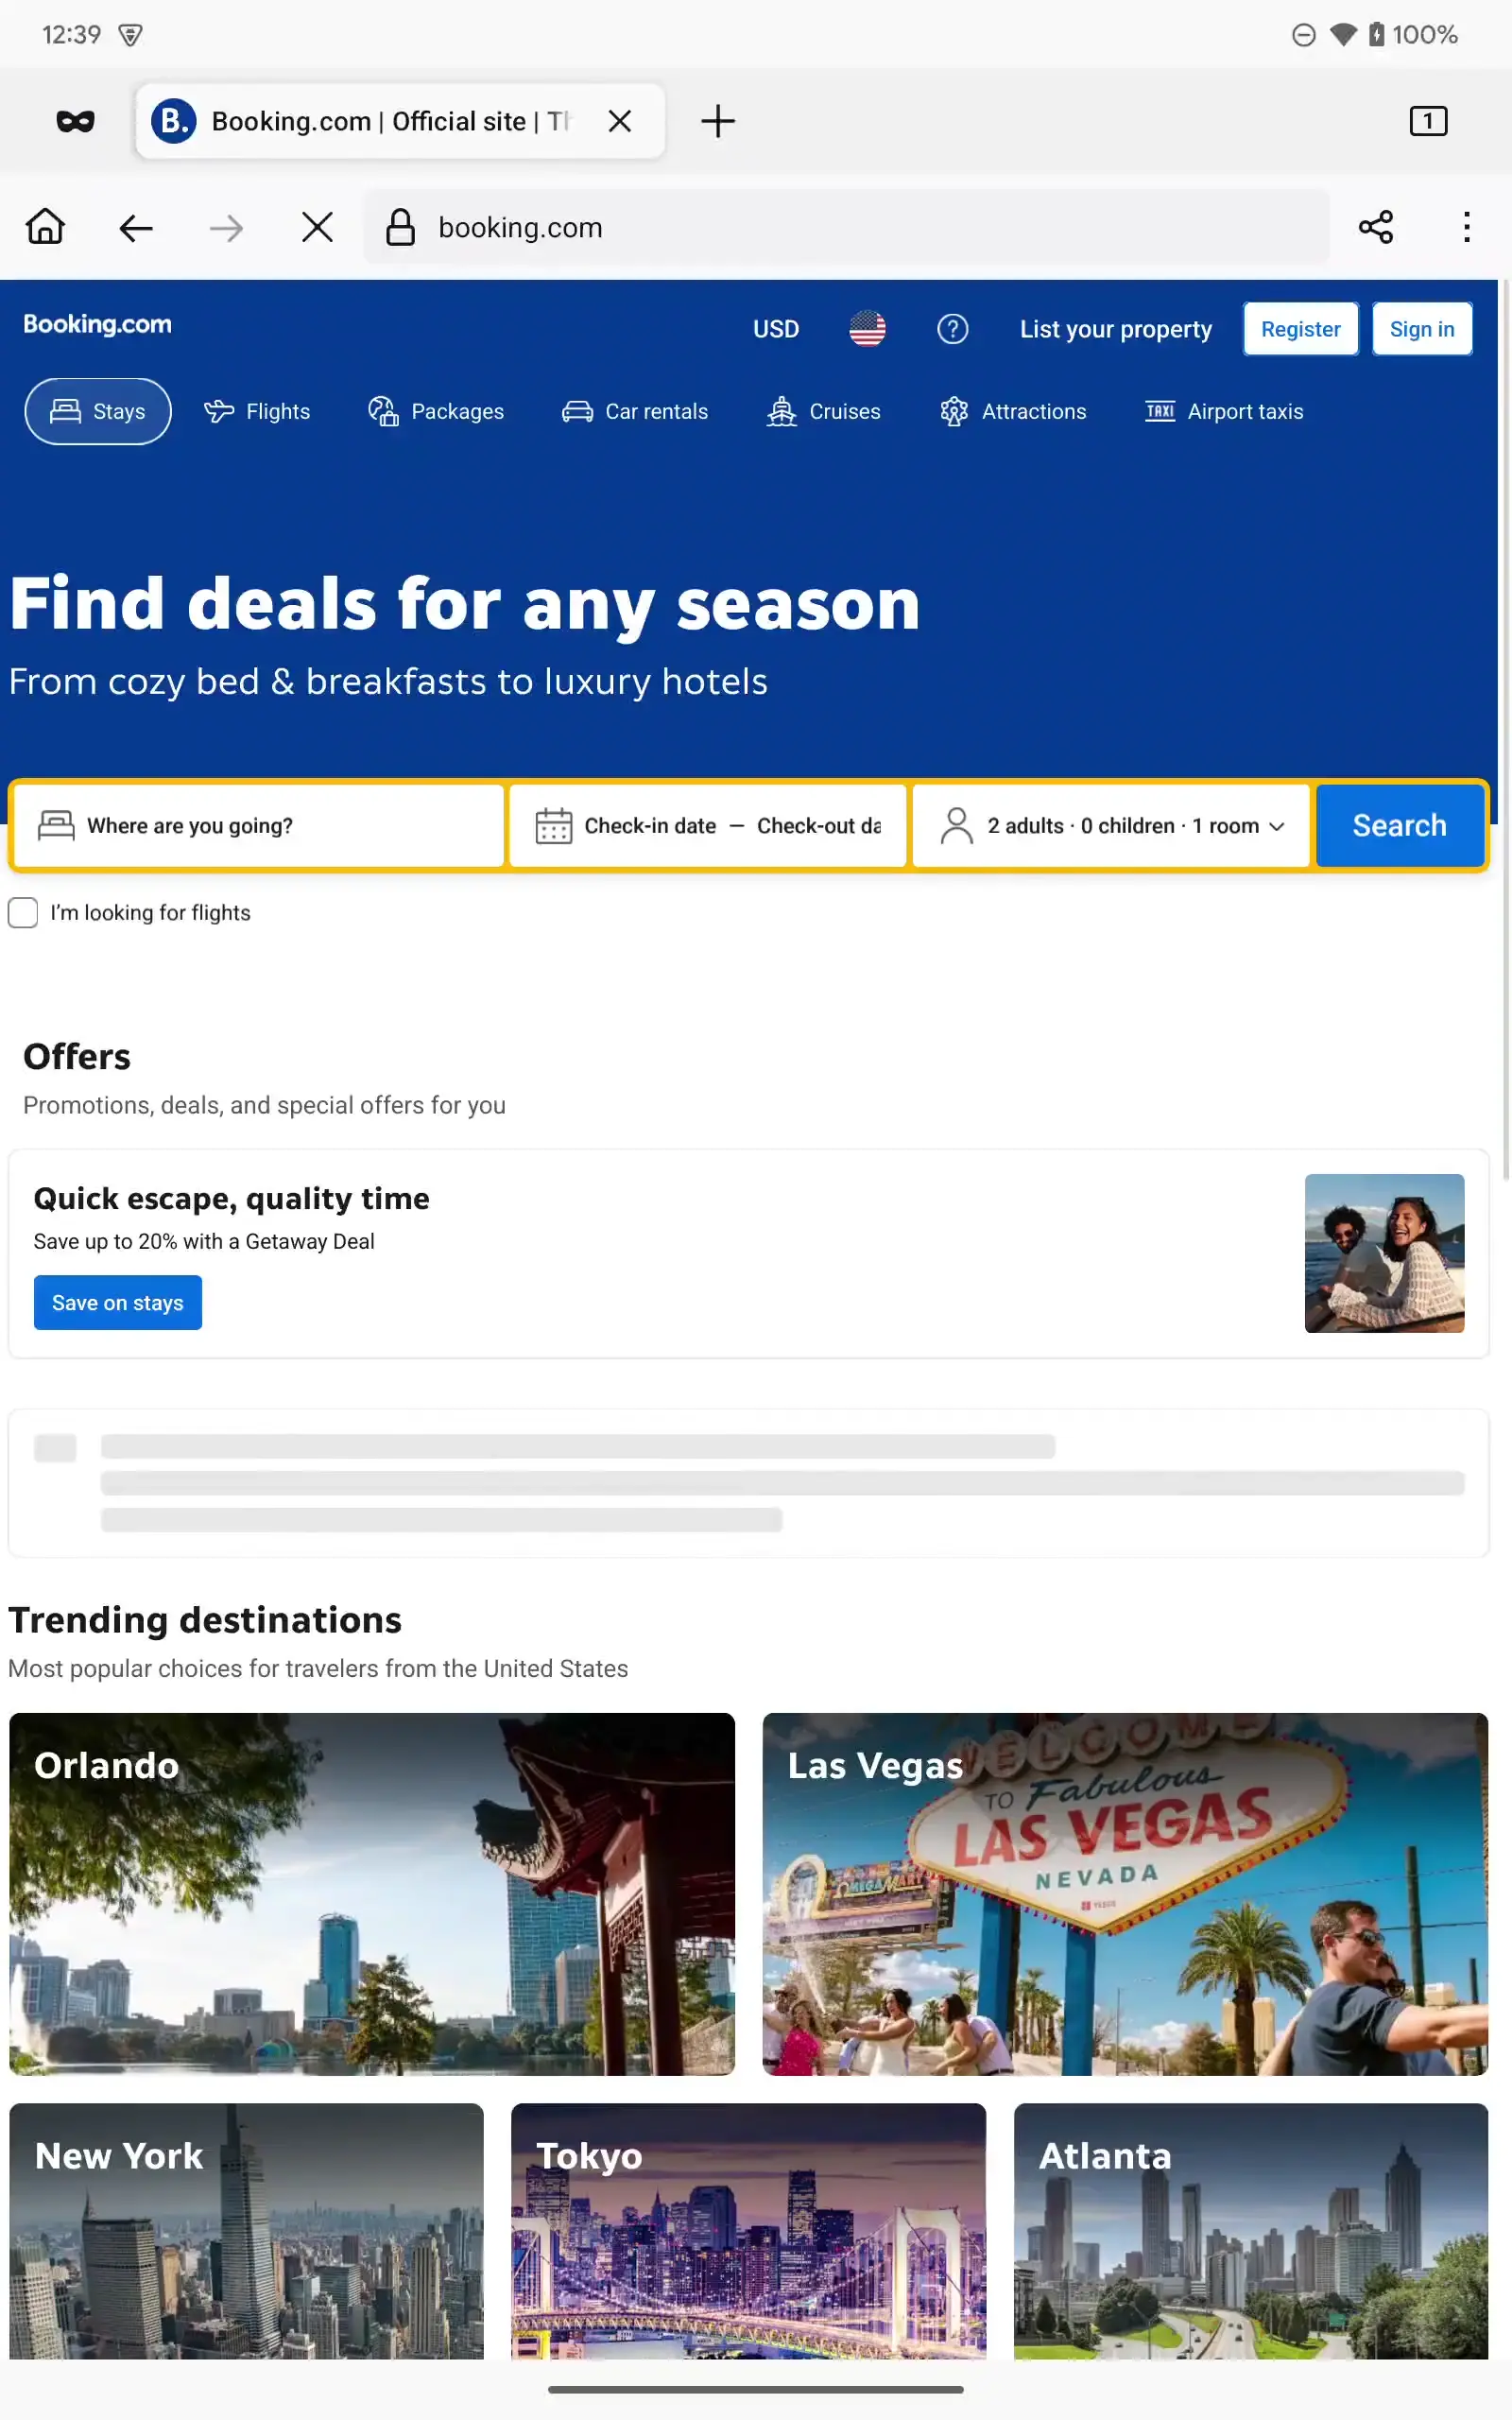 12:39
100%
B. Booking.com | Official site | Th
1
booking.com
Booking.com
USD
List your property
Register
Sign in
Stays
Flights
Packages
Car rentals
Cruises
TAXI
Attractions
Airport taxis
Find deals for any season
From cozy bed & breakfasts to luxury hotels
Where are you going?
Check-in date — Check-out da
2 adults · 0 children · 1 room
Search
I'm looking for flights
Offers
Promotions, deals, and special offers for you
Quick escape, quality time
Save up to 20% with a Getaway Deal
Save on stays
Trending destinations
Most popular choices for travelers from the United States
Orlando
Las Vegas
WELCOME
TO Fabulous
LAS VEGAS
NEVADA
New York
Tokyo
Atlanta